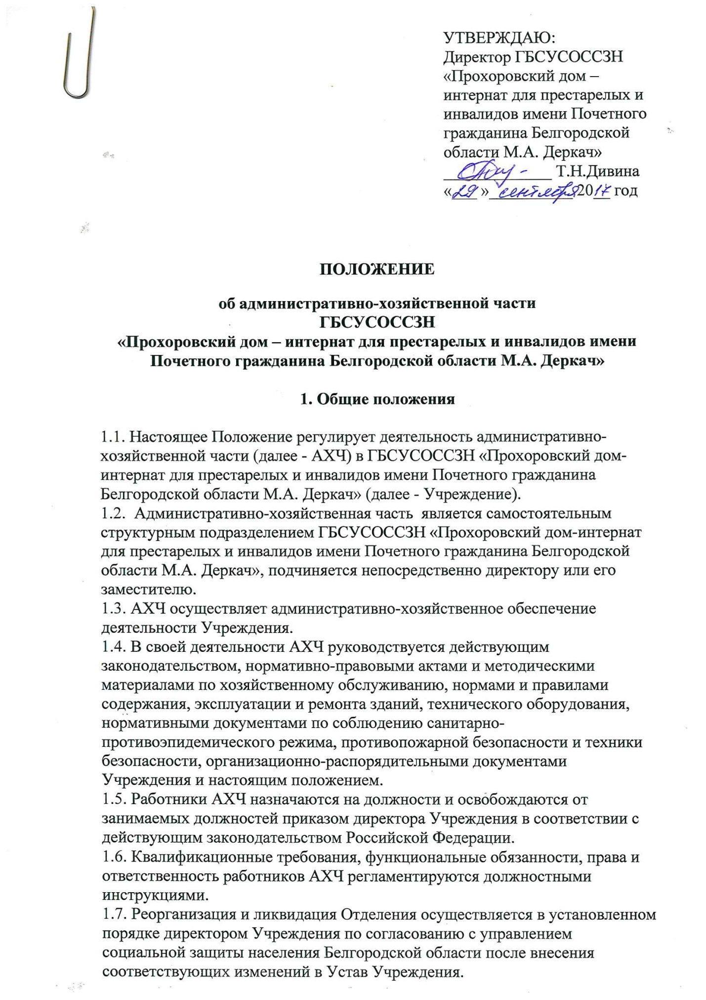 УТВЕРЖДАЮ:
Директор ГБСУСОССЗН
«Прохоровский дом –
интернат для престарелых и
инвалидов имени Почетного
гражданина Белгородской
области М.А. Деркач»
_____________ Т.Н.Дивина
«29» сентября 2017 год
ПОЛОЖЕНИЕ
об административно-хозяйственной части
ГБСУСОССЗН
«Прохоровский дом – интернат для престарелых и инвалидов имени
Почетного гражданина Белгородской области М.А. Деркач»
1. Общие положения
1.1. Настоящее Положение регулирует деятельность административно-
хозяйственной части (далее - АХЧ) в ГБСУСОССЗН «Прохоровский дом-
интернат для престарелых и инвалидов имени Почетного гражданина
Белгородской области М.А. Деркач» (далее - Учреждение).
1.2. Административно-хозяйственная часть является самостоятельным
структурным подразделением ГБСУСОССЗН «Прохоровский дом-интернат
для престарелых и инвалидов имени Почетного гражданина Белгородской
области М.А. Деркач», подчиняется непосредственно директору или его
заместителю.
1.3. АХЧ осуществляет административно-хозяйственное обеспечение
деятельности Учреждения.
1.4. В своей деятельности АХЧ руководствуется действующим
законодательством, нормативно-правовыми актами и методическими
материалами по хозяйственному обслуживанию, нормами и правилами
содержания, эксплуатации и ремонта зданий, технического оборудования,
нормативными документами по соблюдению санитарно-
противоэпидемического режима, противопожарной безопасности и техники
безопасности, организационно-распорядительными документами
Учреждения и настоящим положением.
1.5. Работники АХЧ назначаются на должности и освобождаются от
занимаемых должностей приказом директора Учреждения в соответствии с
действующим законодательством Российской Федерации.
1.6. Квалификационные требования, функциональные обязанности, права и
ответственность работников АХЧ регламентируются должностными
инструкциями.
1.7. Реорганизация и ликвидация Отделения осуществляется в установленном
порядке директором Учреждения по согласованию с управлением
социальной защиты населения Белгородской области после внесения
соответствующих изменений в Устав Учреждения.